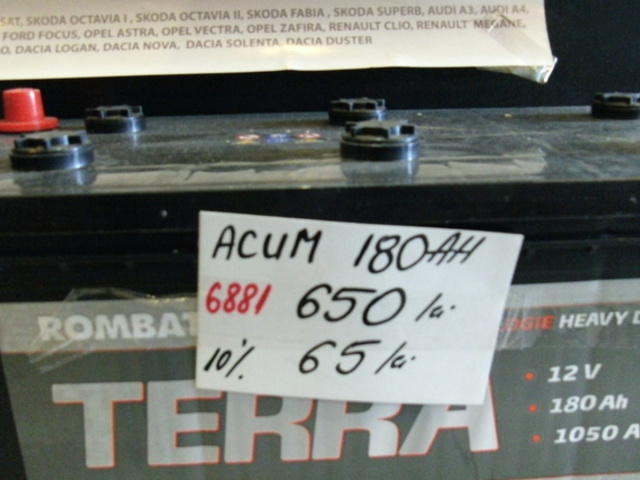 SAT, SKODA OCTAVIA I , SKODA OCTAVIA II, SKODA FABIA , SKODA SUPERB, AUDI A3, AUDI A4,
FORD FOCUS, OPEL ASTRA, OPEL VECTRA, OPEL ZAFIRA, RENAULT CLIO, RENAULT MEGANE,
O, DACIA LOGAN, DACIA NOVA, DACIA SOLENTA, DACIA DUSTER
ACUM 180AH
6881 650 lei
10% 65 lei
ROMBAT HEAVY D
TERRA
• 12 V
• 180 Ah
• 1050 A